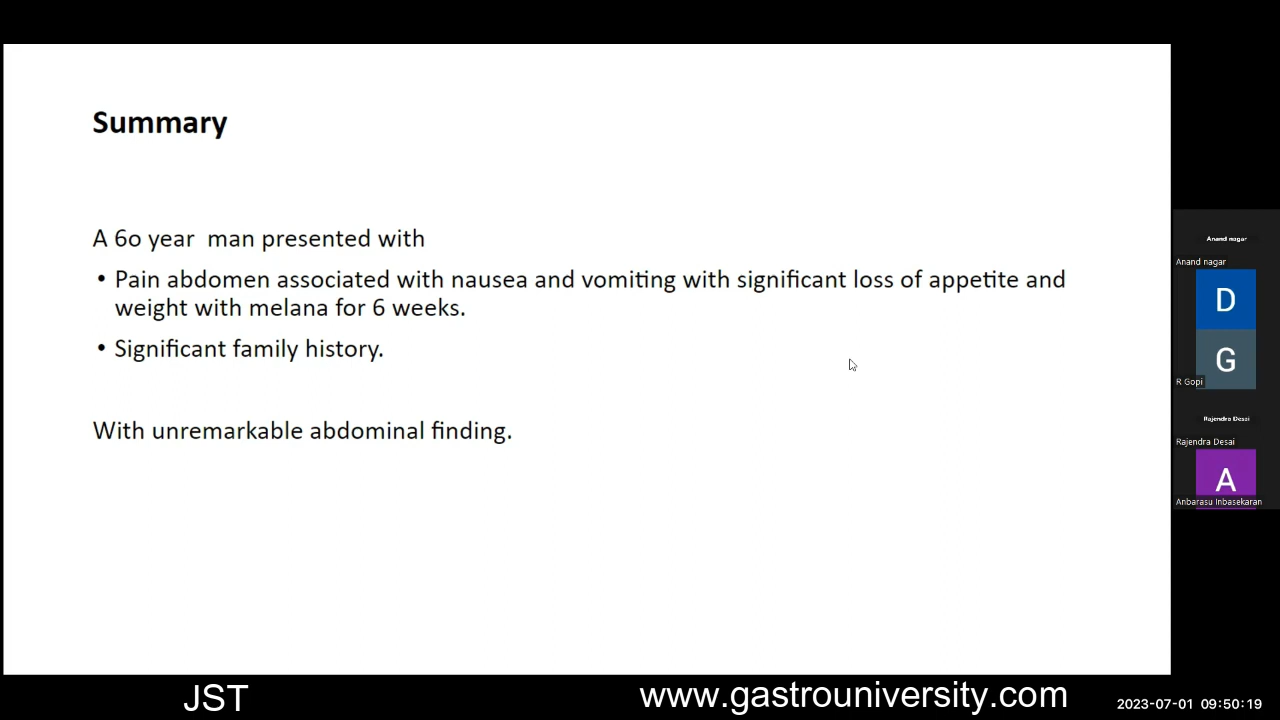 Summary
A 6o year  man presented with
• Pain abdomen associated with nausea and vomiting with significant loss of appetite and
weight with melana for 6 weeks.
• Significant family history.
With unremarkable abdominal finding.
Anand nagar
Anand nagar
D
G
R Gopi
Rajendra Desai
Rajendra Desai
A
Anbarasu Inbasekaran
JST
www.gastrouniversity.com
2023-07-01 09:50:19